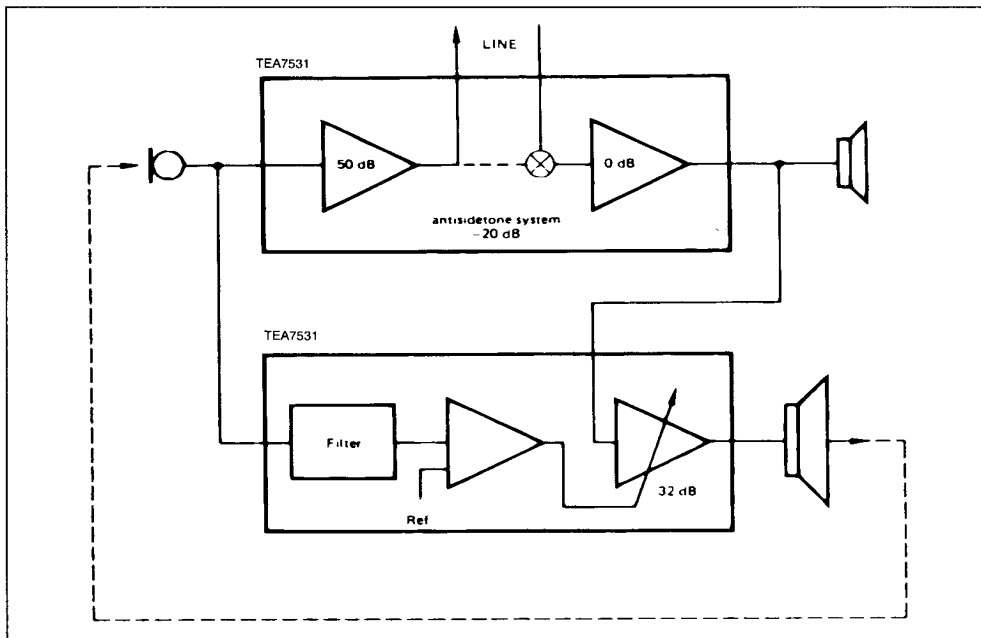 LINE
TEA7531
50 dB
0 dB
antisidetone system
-20 dB
TEA7531
Filter
Ref
32 dB